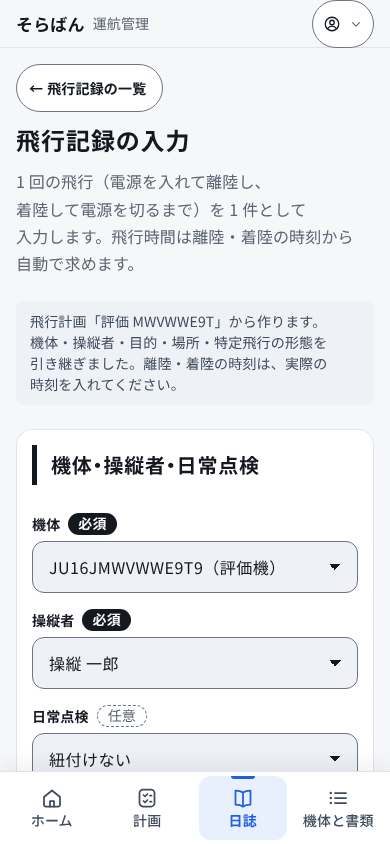 そらばん 運航管理
← 飛行記録の一覧
飛行記録の入力
1 回の飛行（電源を入れて離陸し、
着陸して電源を切るまで）を 1 件として
入力します。飛行時間は離陸・着陸の時刻から
自動で求めます。
飛行計画「評価 MWVWWE9T」から作ります。
機体・操縦者・目的・場所・特定飛行の形態を
引き継ぎました。離陸・着陸の時刻は、実際の
時刻を入れてください。
機体・操縦者・日常点検
機体 必須
JU16JMWVWWE9T9（評価機）
操縦者 必須
操縦 一郎
日常点検 任意
紐付けない
ホーム 計画 日誌 機体と書類